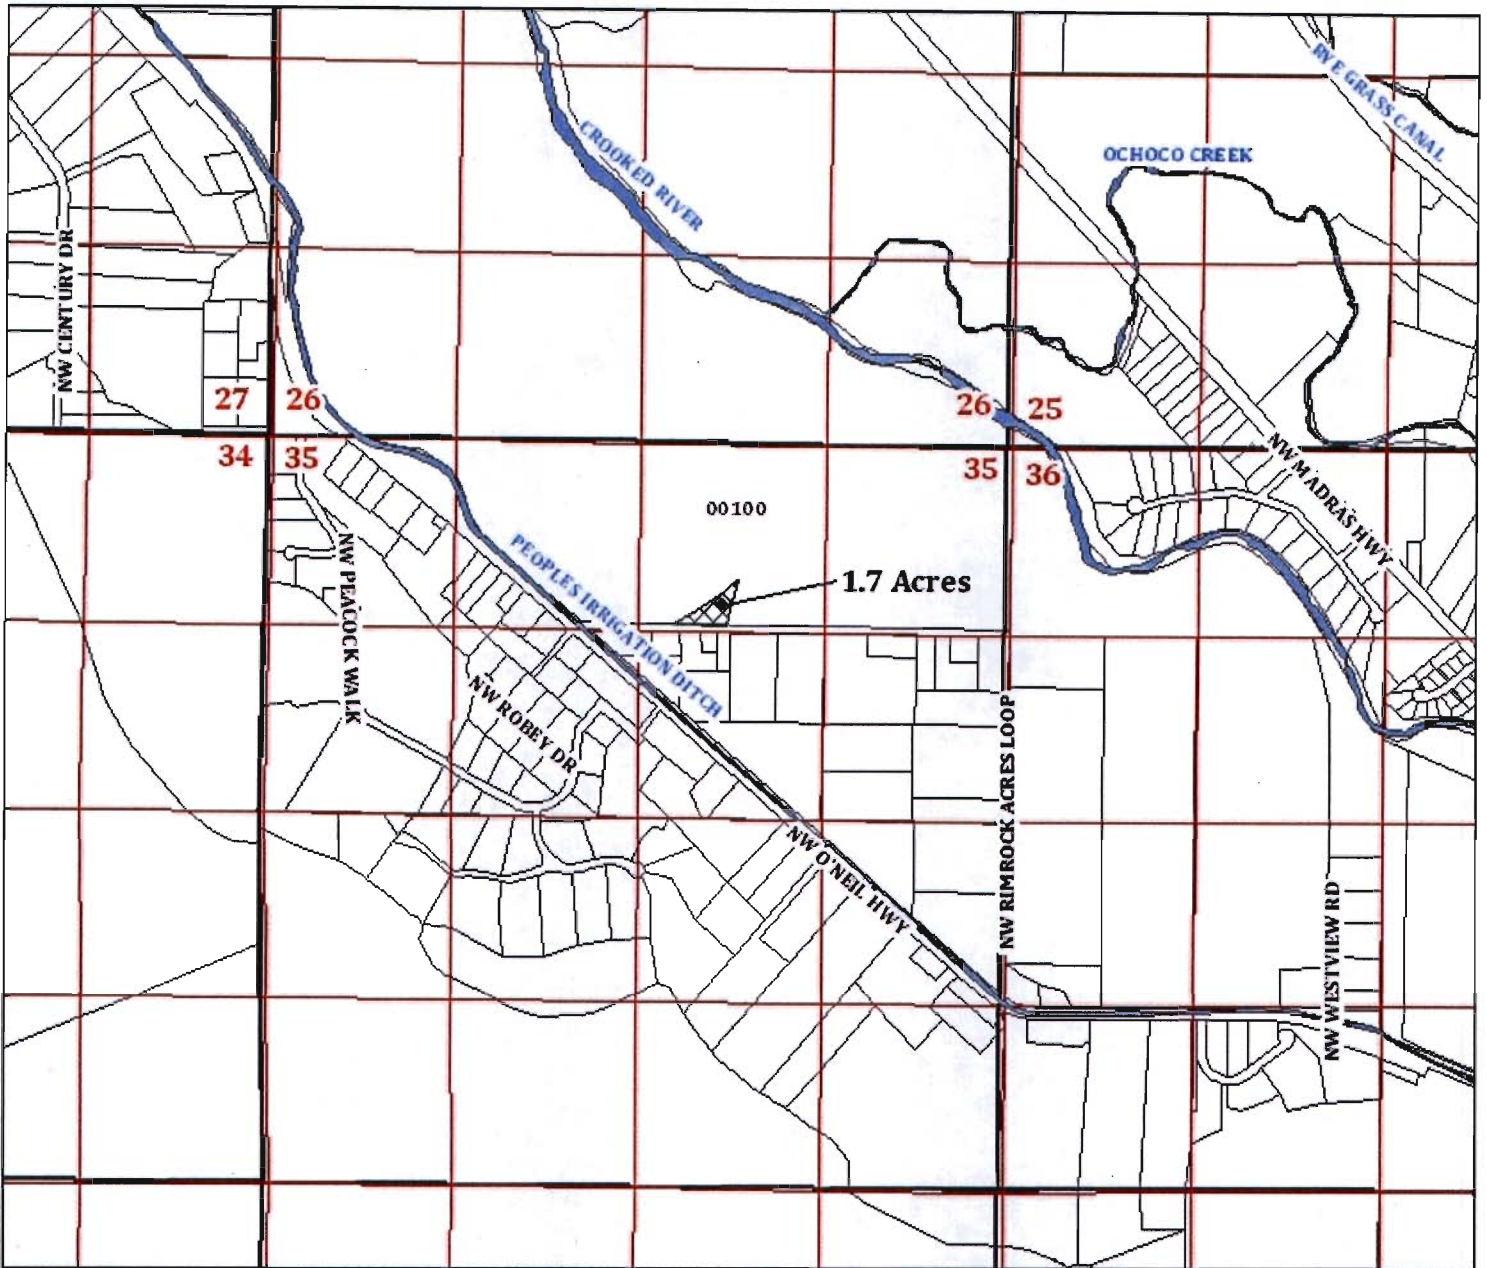 RYE GRASS CANAL
CROOKED RIVER
OCHOCO CREEK
NW CENTURY DR
27 26
26 25
34 35
35 36
NW MADRAS HWY
00100
PEOPLES IRRIGATION DITCH
1.7 Acres
NW PEACOCK WALK
NW ROBEY DR
NW RIMROCK ACRES LOOP
NW O'NEIL HWY
NW WESTVIEW RD